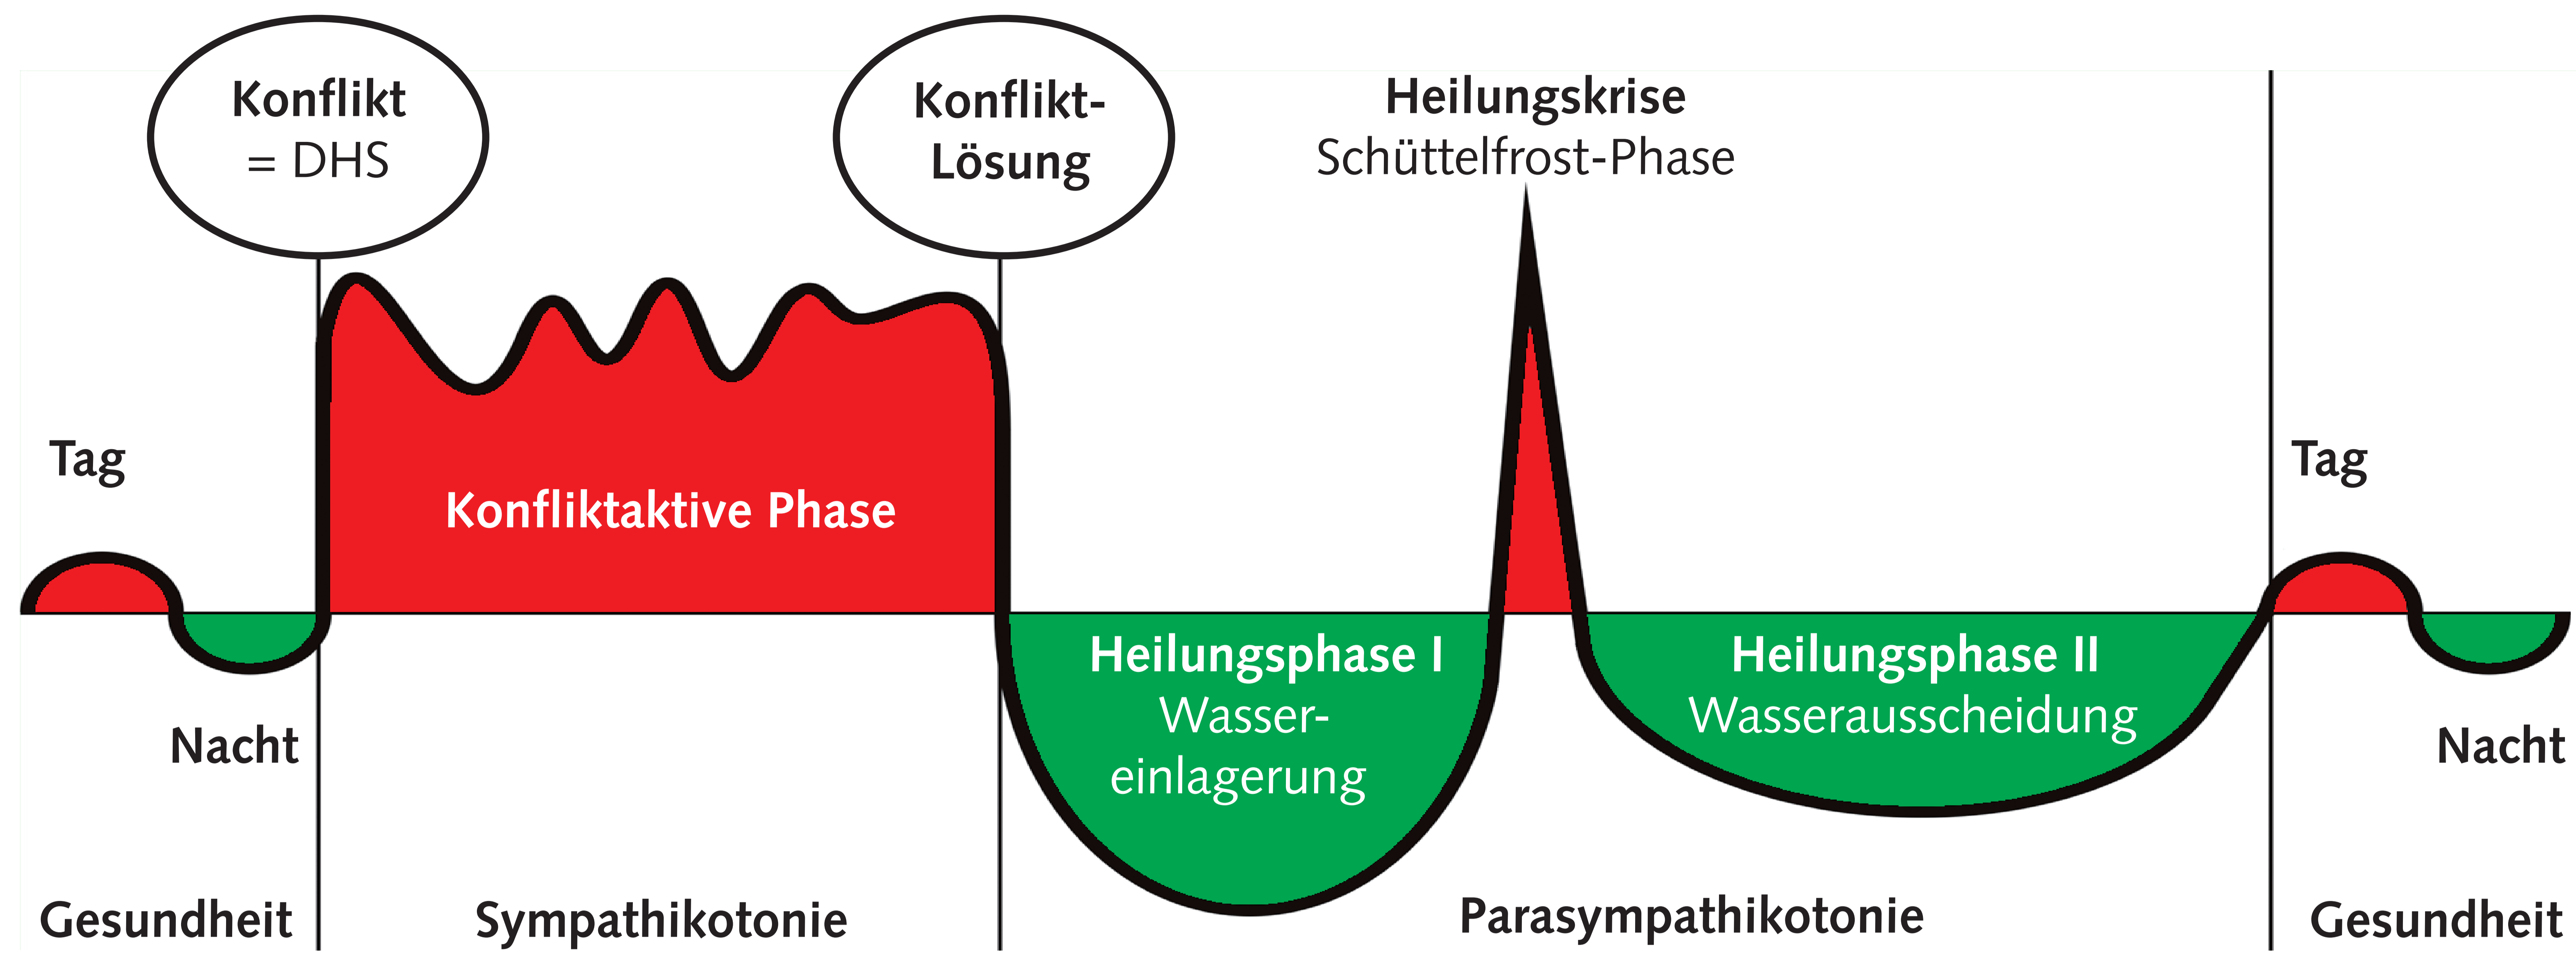 Konflikt
= DHS
Konflikt-
Lösung
Heilungskrise
Schüttelfrost-Phase
Tag
Konfliktaktive Phase
Tag
Heilungsphase I
Wasser-
einlagerung
Heilungsphase II
Wasserausscheidung
Nacht
Nacht
Gesundheit
Sympathikotonie
Parasympathikotonie
Gesundheit